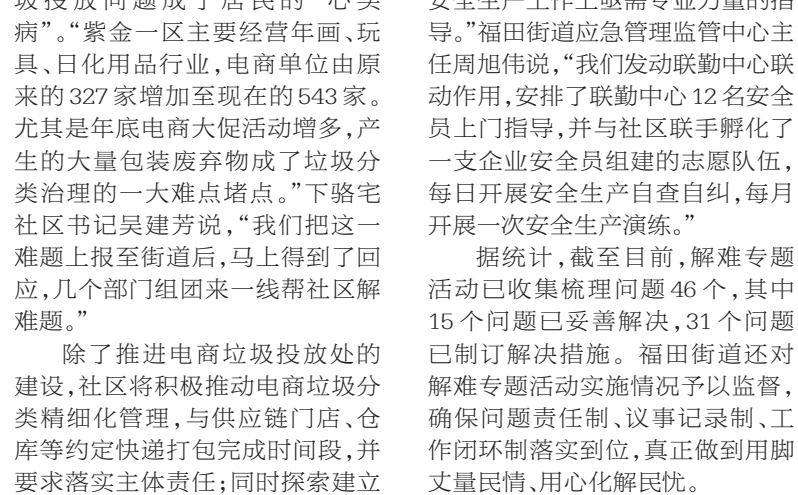 圾投放问题成了居民的“心头
病”。“紫金一区主要经营年画、玩
具、日化用品行业，电商单位由原
来的327家增加至现在的543家。
尤其是年底电商大促活动增多，产
生的大量包装废弃物成了垃圾分
类治理的一大难点堵点。”下骆宅
社区书记吴建芳说，“我们把这一
难题上报至街道后，马上得到了回
应，几个部门组团来一线帮社区解
难题。”
除了推进电商垃圾投放处的
建设，社区将积极推动电商垃圾分
类精细化管理，与供应链门店、仓
库等约定快递打包完成时间段，并
要求落实主体责任；同时探索建立
安全生产工作上亟需专业力量的指
导。”福田街道应急管理监管中心主
任周旭伟说，“我们发动联勤中心联
动作用，安排了联勤中心12名安全
员上门指导，并与社区联手孵化了
一支企业安全员组建的志愿队伍，
每日开展安全生产自查自纠，每月
开展一次安全生产演练。”
据统计，截至目前，解难专题
活动已收集梳理问题46个，其中
15个问题已妥善解决，31个问题
已制订解决措施。福田街道还对
解难专题活动实施情况予以监督，
确保问题责任制、议事记录制、工
作闭环制落实到位，真正做到用脚
丈量民情、用心化解民忧。